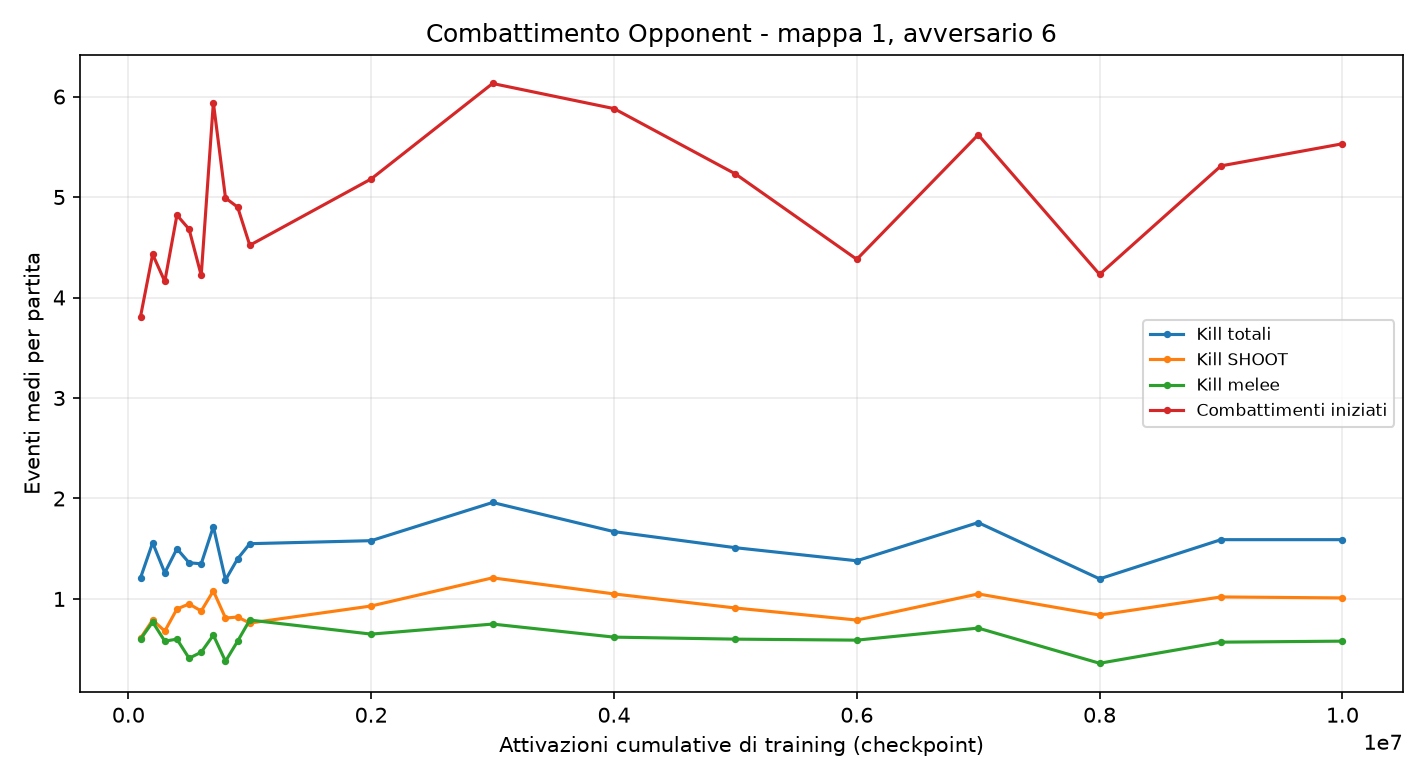 Combattimento Opponent - mappa 1, avversario 6
Eventi medi per partita
6
5
4
3
2
1
Kill totali
Kill SHOOT
Kill melee
Combattimenti iniziati
0.0 0.2 0.4 0.6 0.8 1.0
1e7
Attivazioni cumulative di training (checkpoint)